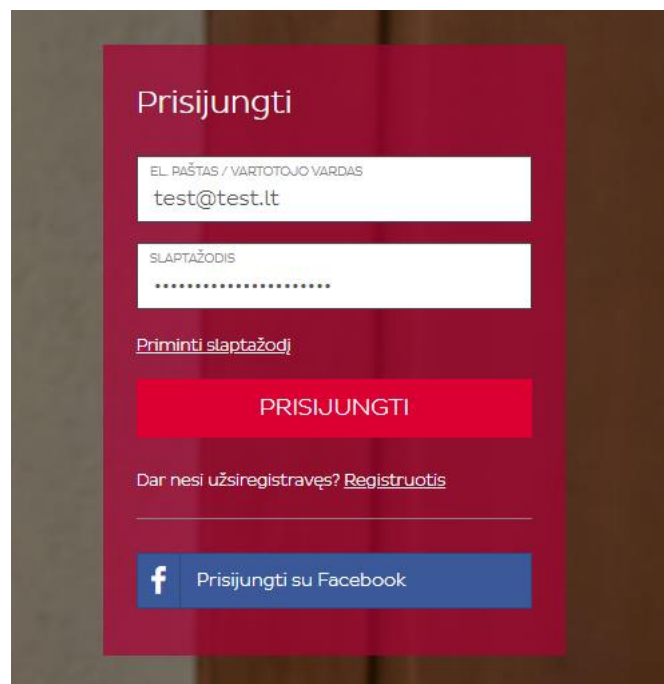 Prisijungti
EL. PAŠTAS / VARTOTOJO VARDAS
test@test.lt
SLAPTAŽODIS
Priminti slaptažodį
PRISIJUNGTI
Dar nesi užsiregistravęs? Registruotis
f Prisijungti su Facebook